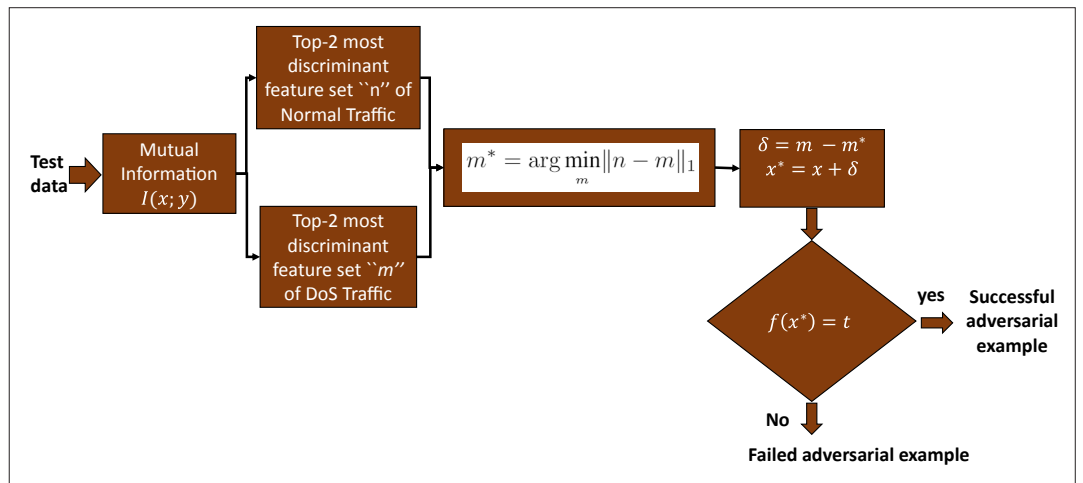 Test
data
Mutual
Information
I(x; y)
Top-2 most
discriminant
feature set ``n'' of
Normal Traffic
Top-2 most
discriminant
feature set ``m''
of DoS Traffic
m* = arg min ‖n − m‖₁
m
δ = m − m*
x* = x + δ
f(x*) = t
yes
Successful
adversarial
example
No
Failed adversarial example